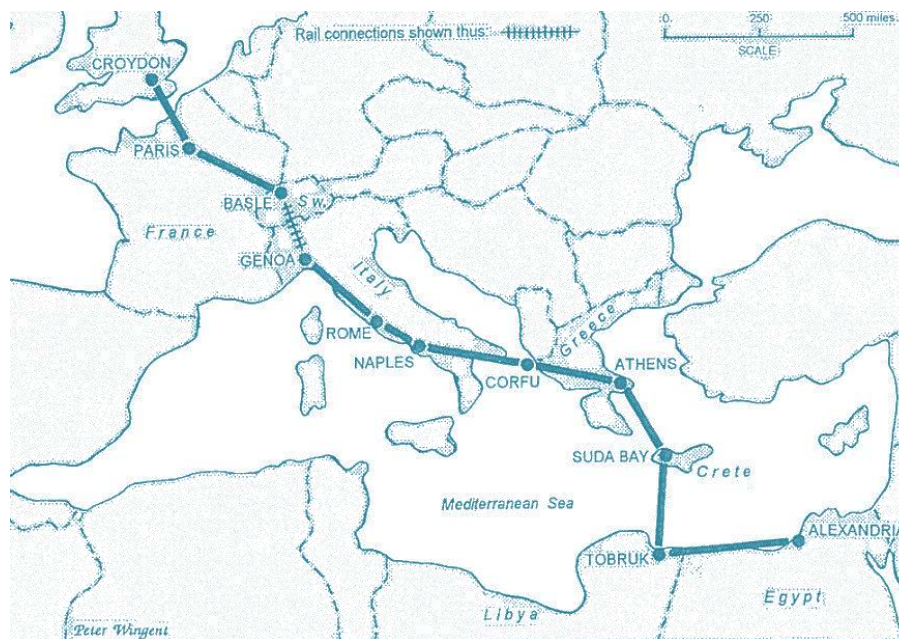 Rail connections shown thus:
0. 250 500 miles.
SCALE
CROYDON
PARIS
BASLE
Sw.
France
GENOA
Italy
ROME
NAPLES
CORFU
Greece
ATHENS
SUDA BAY
Crete
Mediterranean Sea
TOBRUK
ALEXANDRIA
Libya
Egypt
Peter Wingent